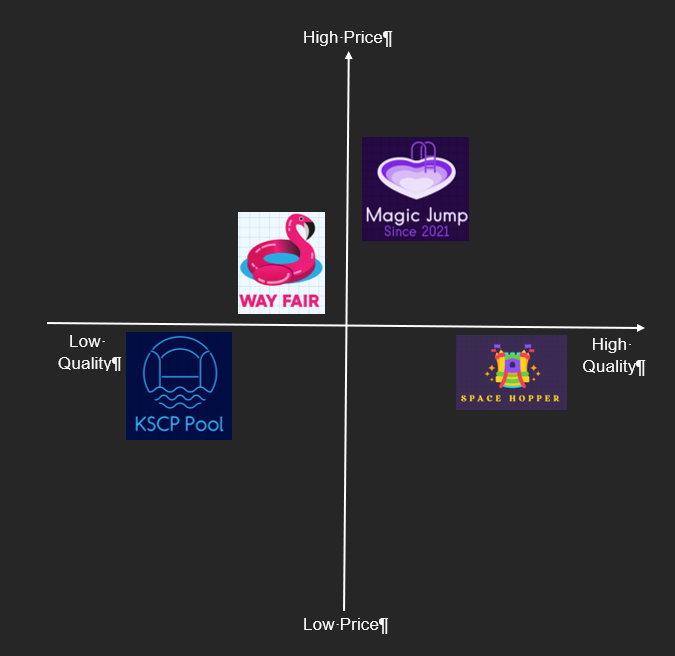 High·Price¶
Magic Jump
Since 2021
WAY FAIR
Low·
Quality¶
High·
Quality¶
KSCP Pool
SPACE HOPPER
Low·Price¶